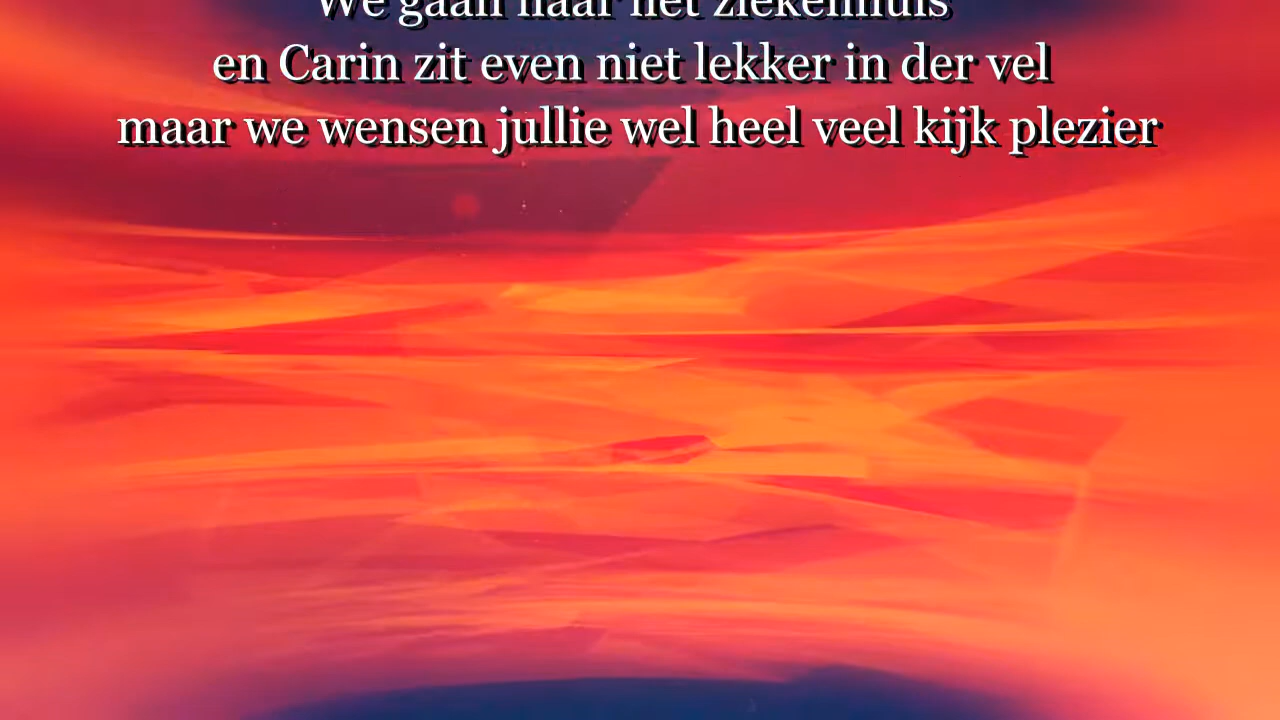 We gaan naar het ziekenhuis
en Carin zit even niet lekker in der vel
maar we wensen jullie wel heel veel kijk plezier